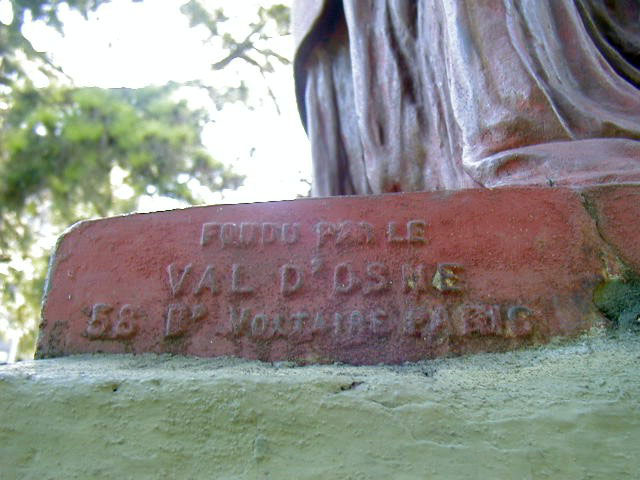 FONDU PAR LE
VAL D'OSNE
58 Bᴰ VOLTAIRE PARIS